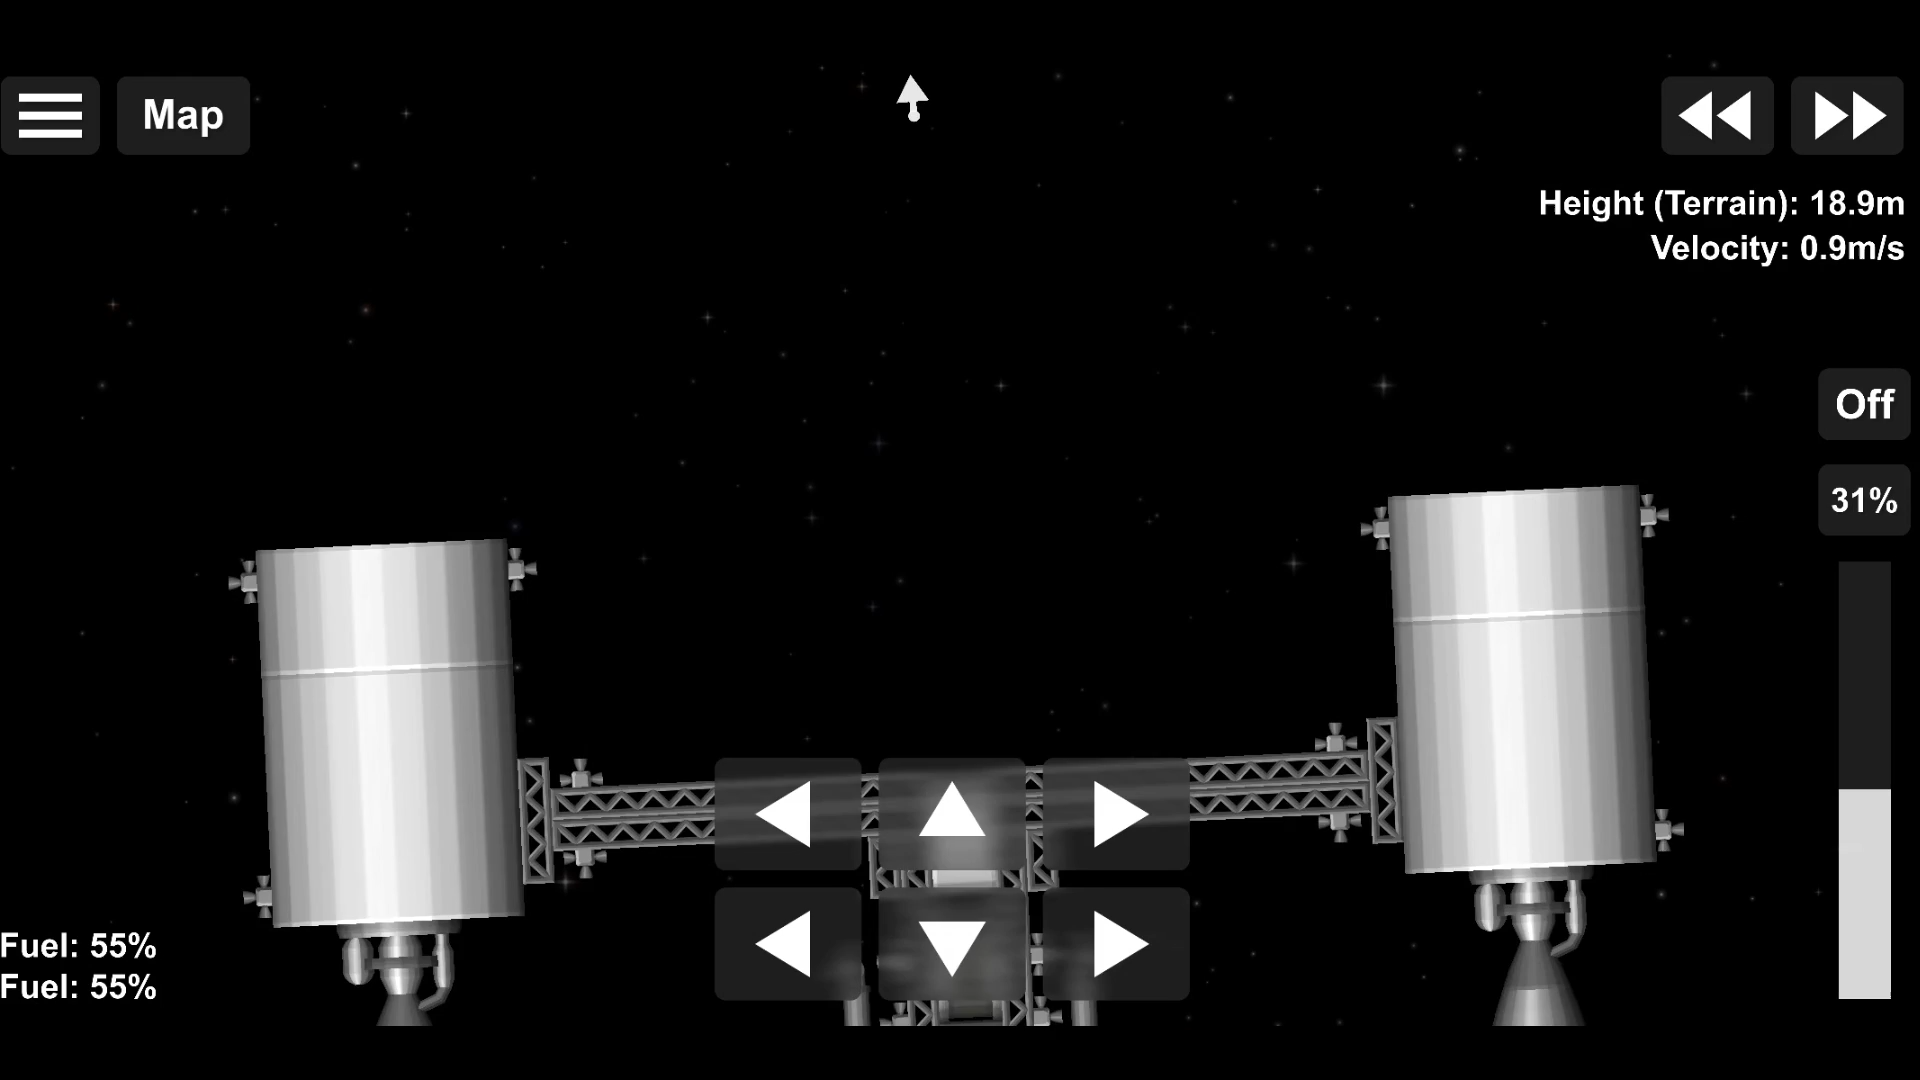 Map
Height (Terrain): 18.9m
Velocity: 0.9m/s
Off
31%
Fuel: 55%
Fuel: 55%